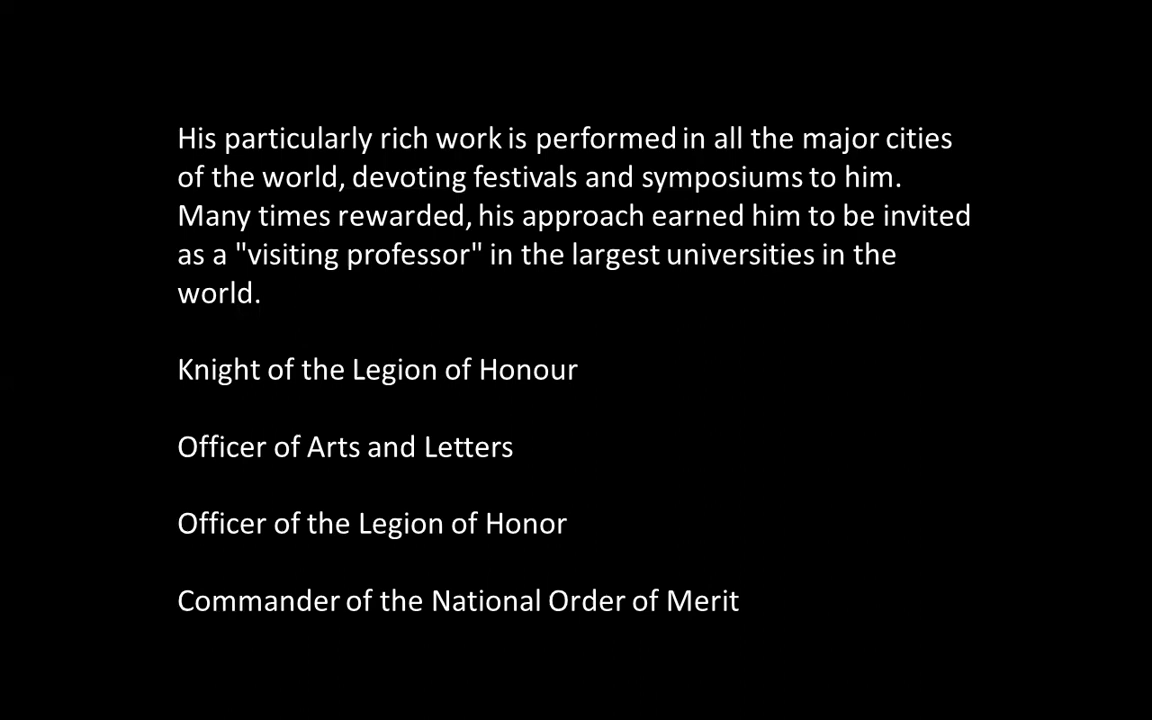 His particularly rich work is performed in all the major cities
of the world, devoting festivals and symposiums to him.
Many times rewarded, his approach earned him to be invited
as a "visiting professor" in the largest universities in the
world.
Knight of the Legion of Honour
Officer of Arts and Letters
Officer of the Legion of Honor
Commander of the National Order of Merit